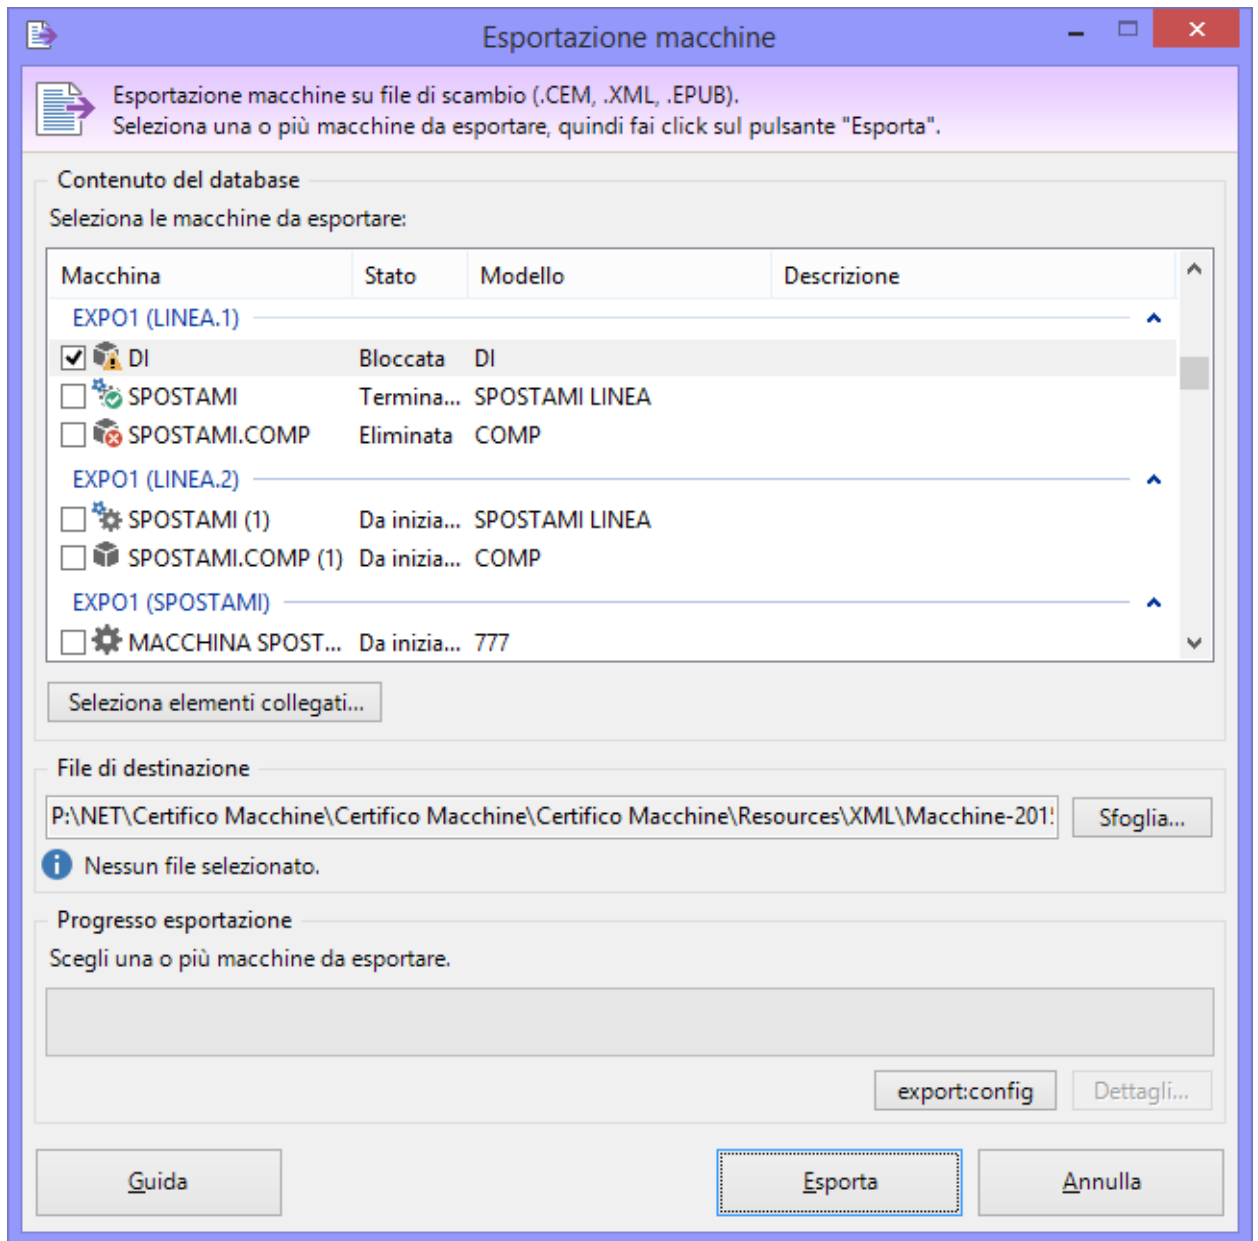 Esportazione macchine
Esportazione macchine su file di scambio (.CEM, .XML, .EPUB).
Seleziona una o più macchine da esportare, quindi fai click sul pulsante "Esporta".
Contenuto del database
Seleziona le macchine da esportare:
Macchina Stato Modello Descrizione
EXPO1 (LINEA.1)
DI Bloccata DI
SPOSTAMI Termina... SPOSTAMI LINEA
SPOSTAMI.COMP Eliminata COMP
EXPO1 (LINEA.2)
SPOSTAMI (1) Da inizia... SPOSTAMI LINEA
SPOSTAMI.COMP (1) Da inizia... COMP
EXPO1 (SPOSTAMI)
MACCHINA SPOST... Da inizia... 777
Seleziona elementi collegati...
File di destinazione
P:\NET\Certifico Macchine\Certifico Macchine\Certifico Macchine\Resources\XML\Macchine-201 Sfoglia...
Nessun file selezionato.
Progresso esportazione
Scegli una o più macchine da esportare.
export:config Dettagli...
Guida Esporta Annulla